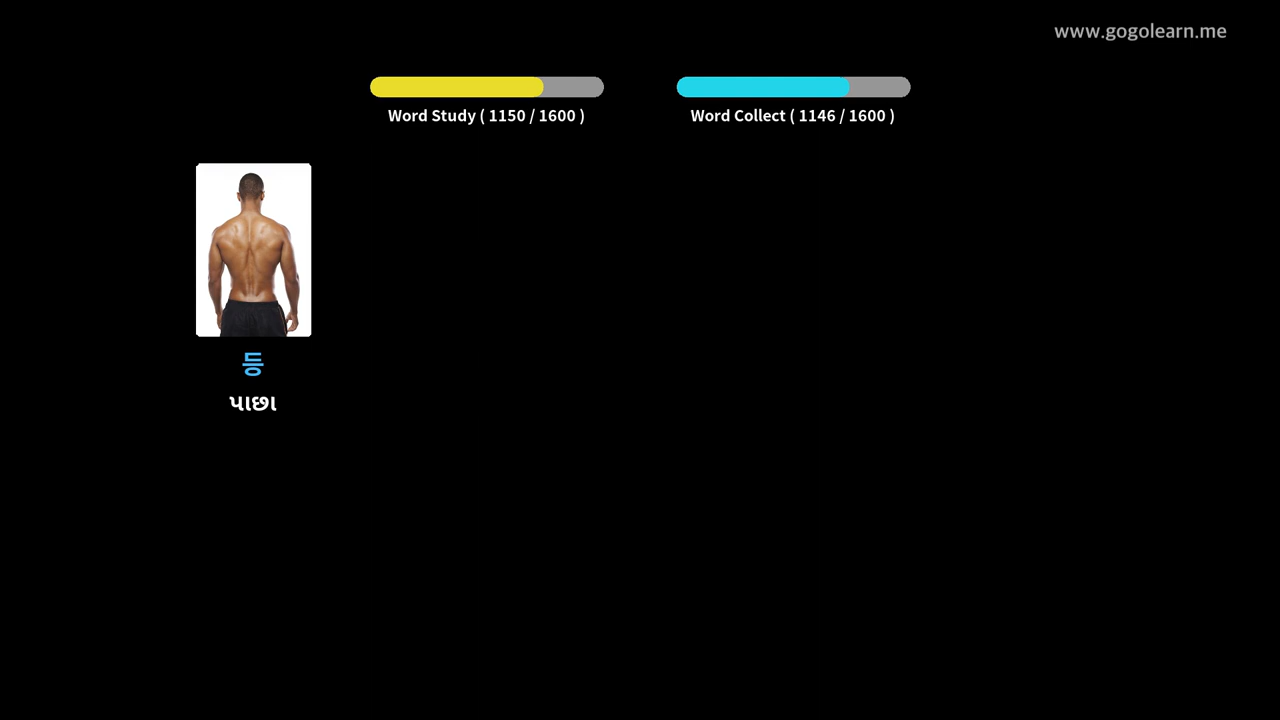 www.gogolearn.me
Word Study ( 1150 / 1600 )
Word Collect ( 1146 / 1600 )
등
પાછા